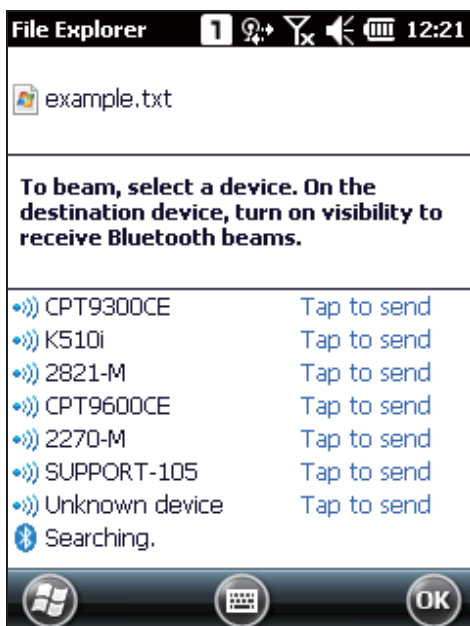 File Explorer 1 12:21
example.txt
To beam, select a device. On the
destination device, turn on visibility to
receive Bluetooth beams.
CPT9300CE Tap to send
K510i Tap to send
2821-M Tap to send
CPT9600CE Tap to send
2270-M Tap to send
SUPPORT-105 Tap to send
Unknown device Tap to send
Searching.
OK